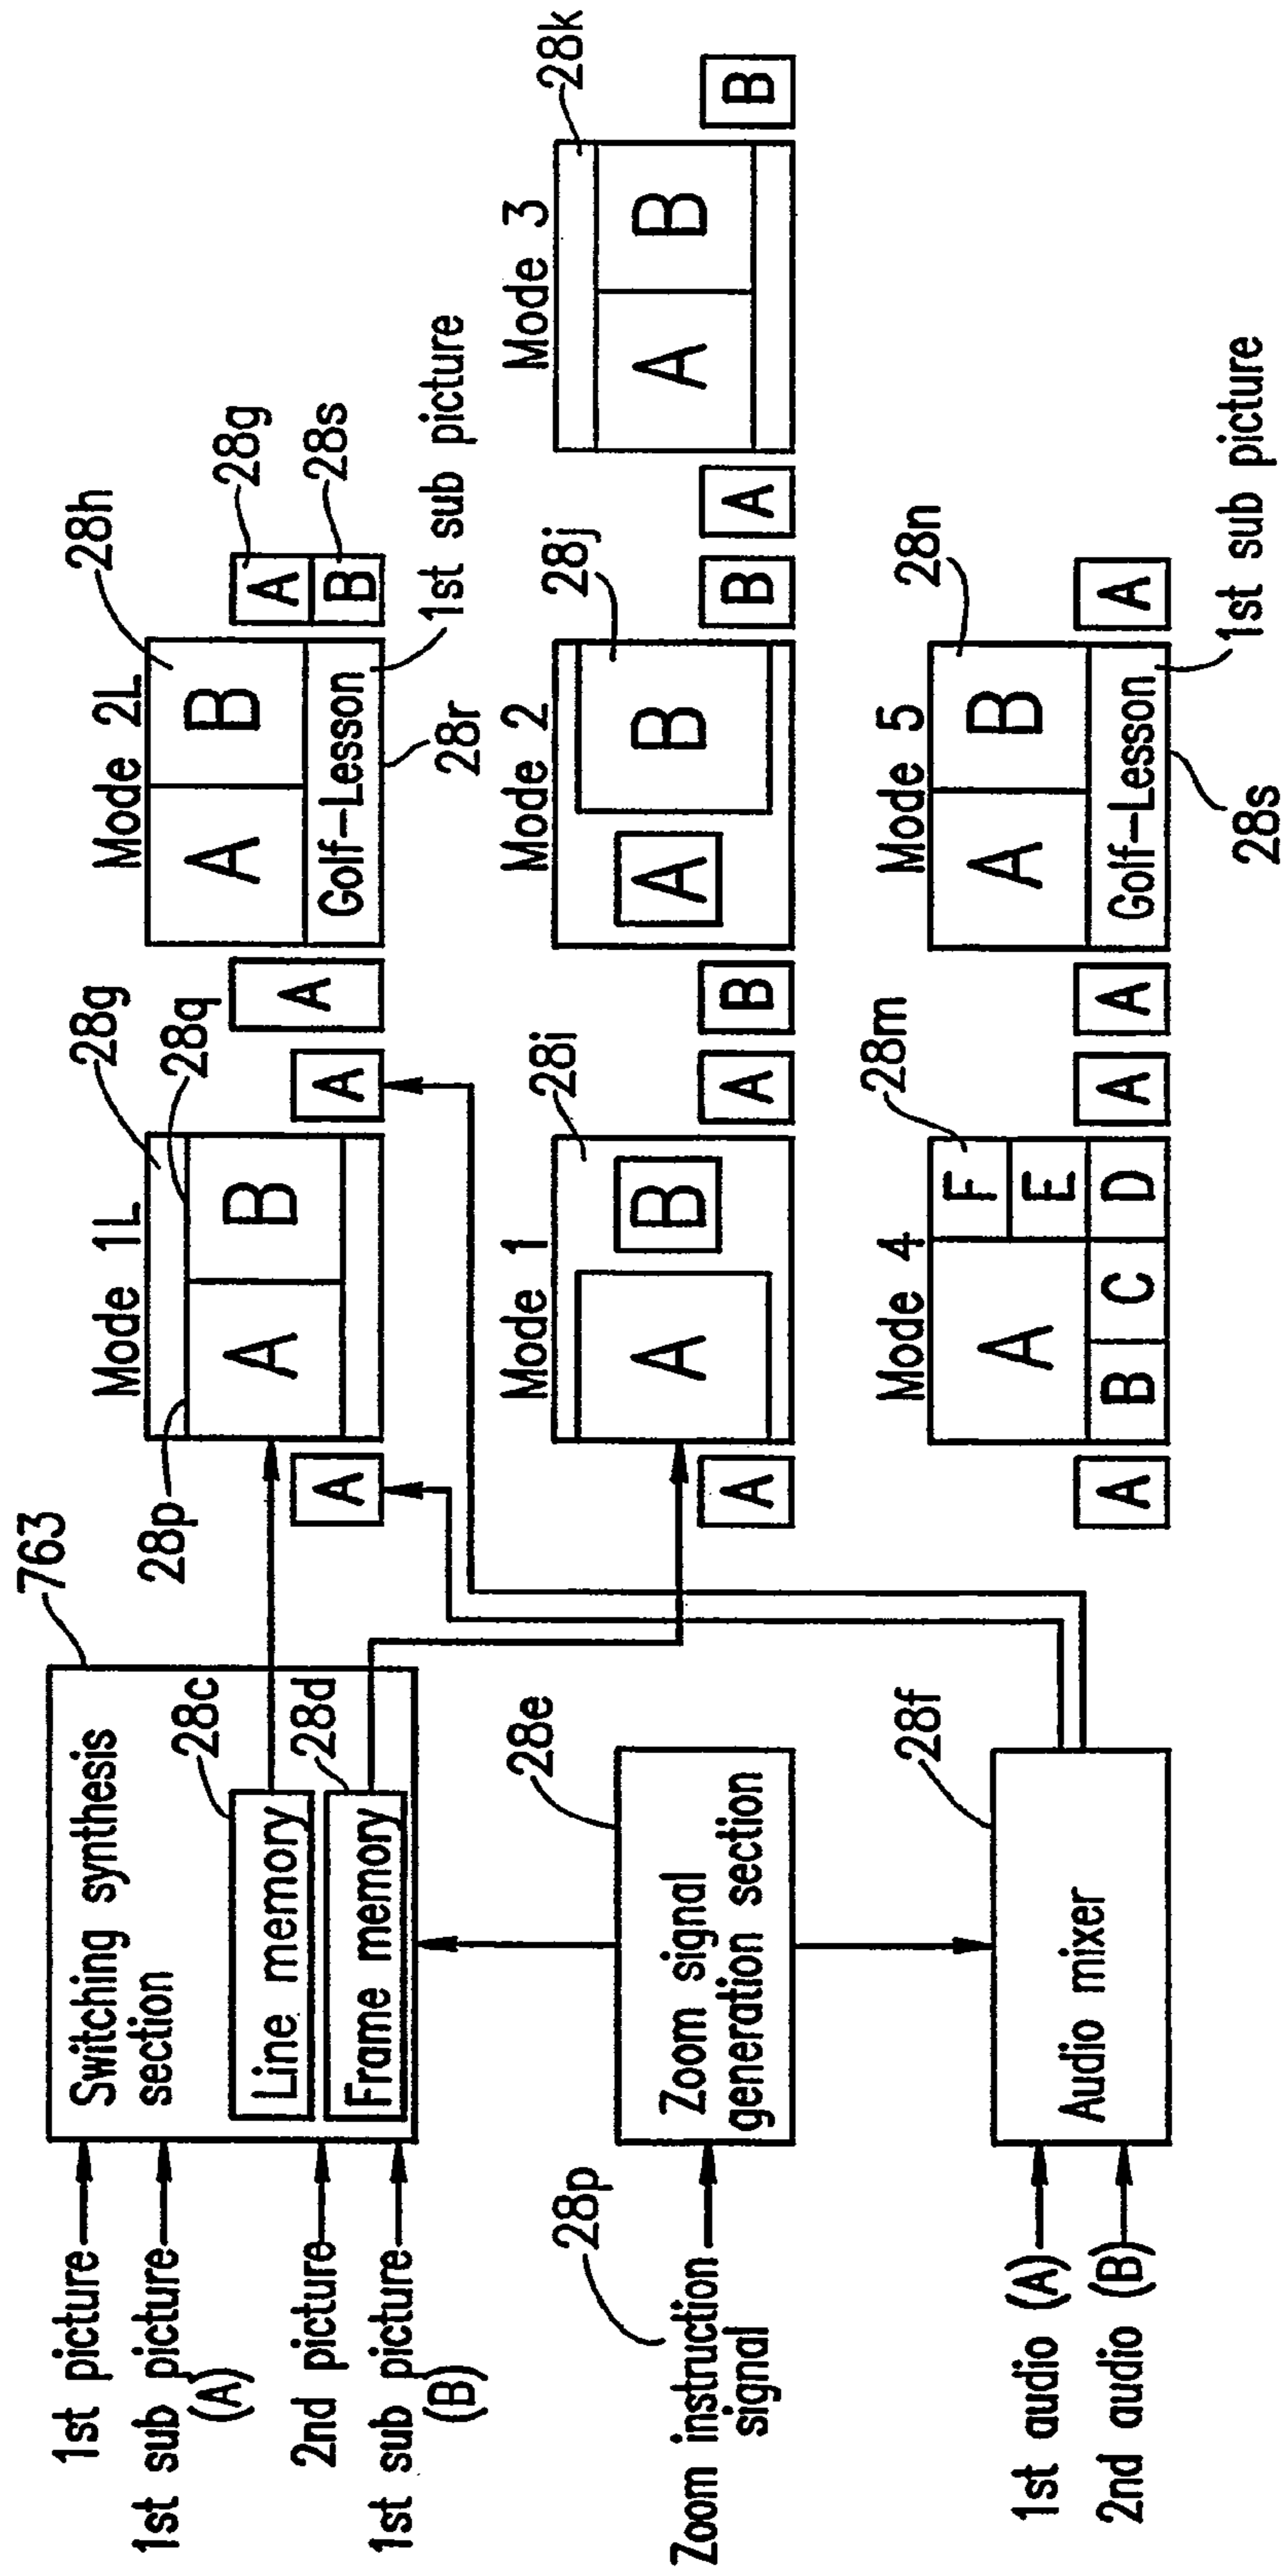 1st picture
1st sub picture
(A)
2nd picture
1st sub picture
(B)
763
Switching synthesis
section
28c
Line memory
28d
Frame memory
28p
Zoom instruction
signal
28e
Zoom signal
generation section
1st audio (A)
2nd audio (B)
28f
Audio mixer
Mode 1L
28g
28p
28q
A B
A
A
Mode 2L
28h
A B
Golf-Lesson
28r
1st sub picture
A
A
B
28g
28s
Mode 1
28i
A B
A
A
Mode 2
28j
A B
B
B
Mode 3
28k
A B
A
B
Mode 4
28m
A F
E
B C D
A
A
Mode 5
28n
A B
Golf-Lesson
28s
1st sub picture
A
A